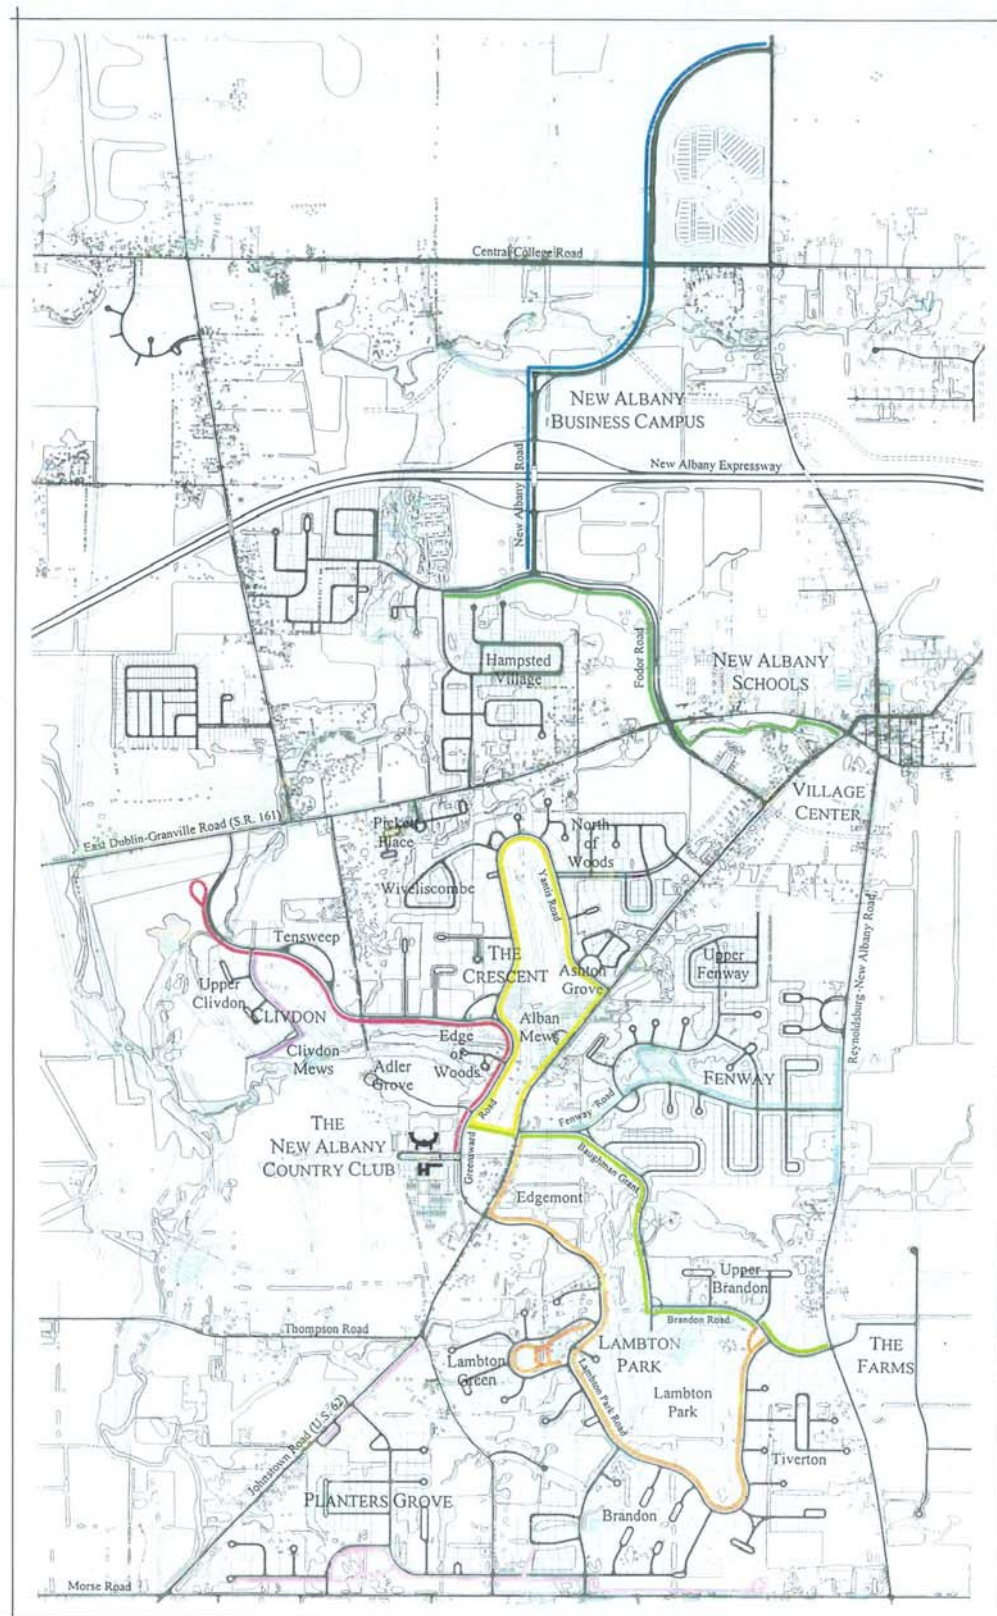 Central College Road
NEW ALBANY
BUSINESS CAMPUS
New Albany Expressway
New Albany Road
Fodor Road
NEW ALBANY
SCHOOLS
Hampsted
Village
VILLAGE
CENTER
East Dublin-Granville Road (S.R. 161)
Pickett
Place
North
of
Woods
Wiveliscombe
Yantis Road
Tensweep
THE
CRESCENT
Ashton
Grove
Upper
Fenway
Reynoldsburg-New Albany Road
Upper
Clivdon
CLIVDON
Alban
Mews
Edge
of
Woods
Clivdon
Mews
Adler
Grove
FENWAY
Fenway Road
THE
NEW ALBANY
COUNTRY CLUB
Greensward Road
Baughman Grant
Edgemont
Upper
Brandon
Brandon Road
Thompson Road
LAMBTON
PARK
THE
FARMS
Lambton
Green
Lambton Park Road
Lambton
Park
Johnstown Road (U.S. 62)
Tiverton
PLANTERS GROVE
Brandon
Morse Road